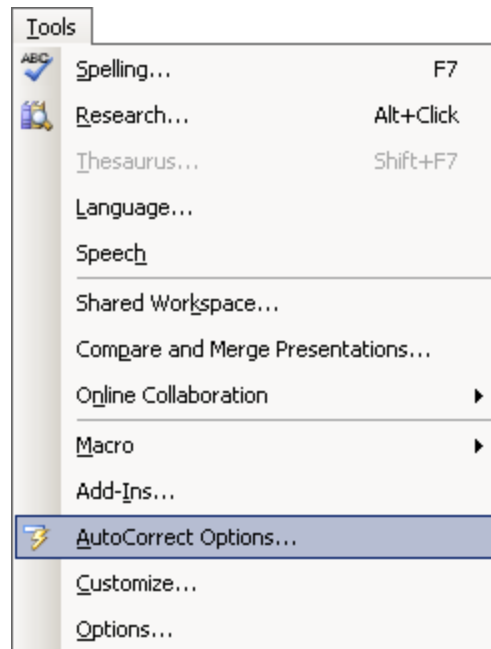 Tools
ABC Spelling... F7
Research... Alt+Click
Thesaurus... Shift+F7
Language...
Speech
Shared Workspace...
Compare and Merge Presentations...
Online Collaboration
Macro
Add-Ins...
AutoCorrect Options...
Customize...
Options...